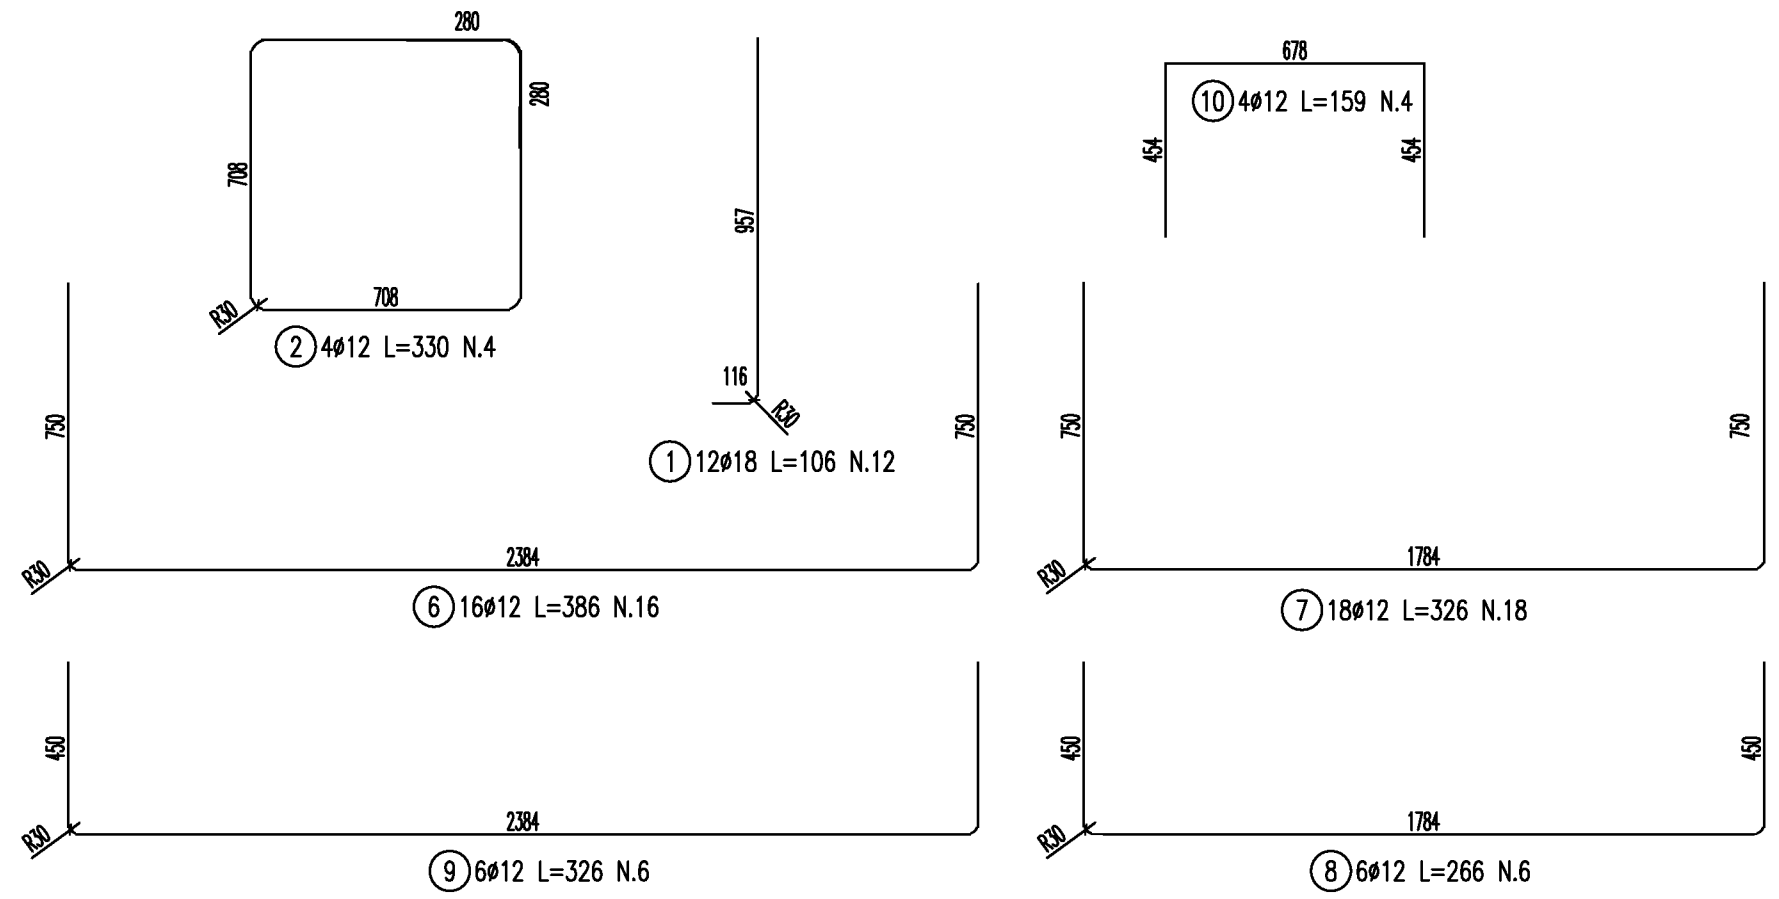 280
280
708
708
R30
2 4ø12 L=330 N.4
957
116
R30
1 12ø18 L=106 N.12
678
10 4ø12 L=159 N.4
454
454
750
750
2384
R30
6 16ø12 L=386 N.16
750
750
1784
R30
7 18ø12 L=326 N.18
450
2384
R30
9 6ø12 L=326 N.6
450
450
1784
R30
8 6ø12 L=266 N.6